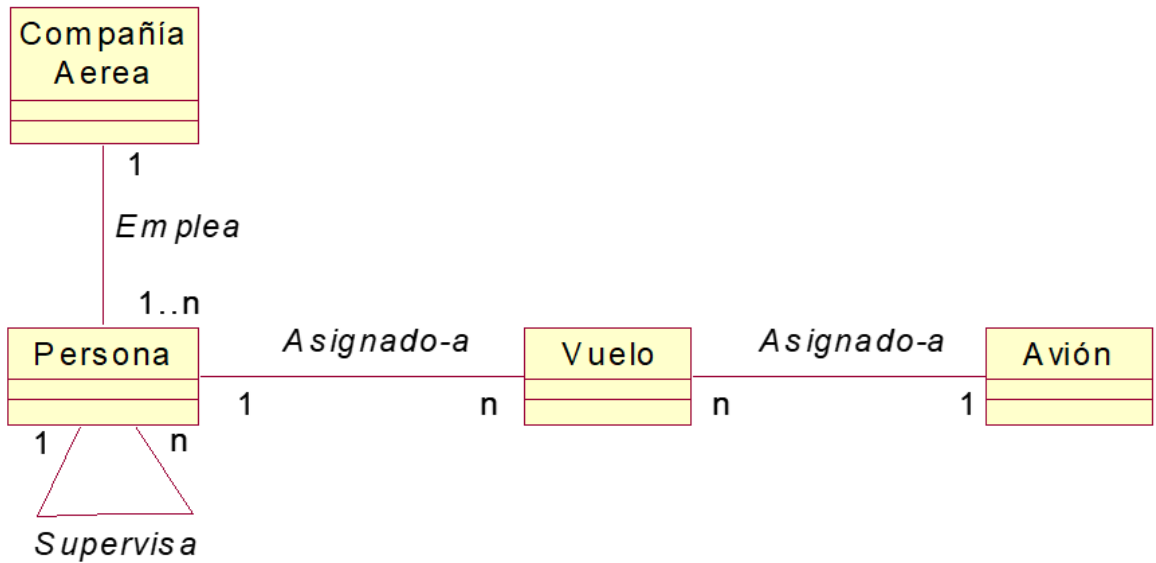 Compañía
Aerea
1
Emplea
1..n
Persona
Asignado-a
Vuelo
Asignado-a
Avión
1
n
n
1
1
n
Supervisa